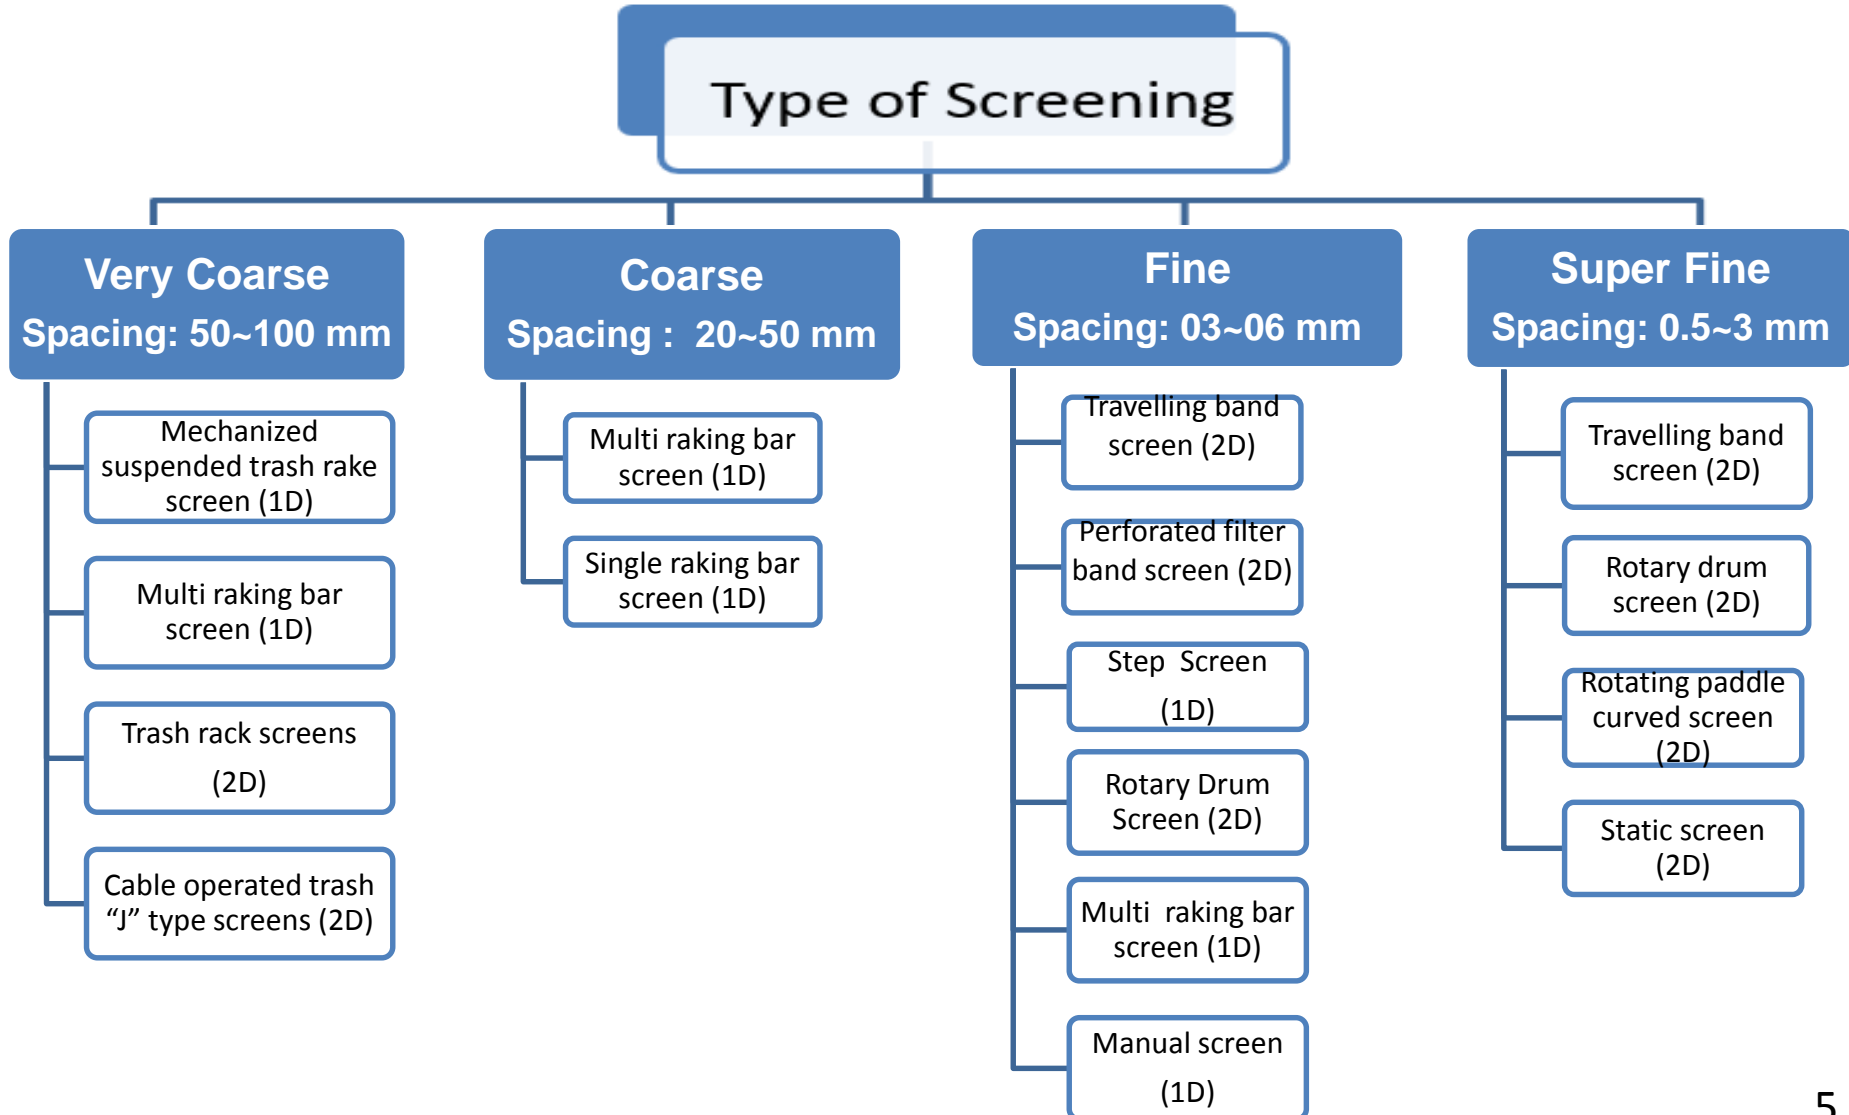 Type of Screening
Very Coarse
Spacing: 50~100 mm
Mechanized
suspended trash rake
screen (1D)
Multi raking bar
screen (1D)
Trash rack screens
(2D)
Cable operated trash
“J” type screens (2D)
Coarse
Spacing :  20~50 mm
Multi raking bar
screen (1D)
Single raking bar
screen (1D)
Fine
Spacing: 03~06 mm
Travelling band
screen (2D)
Perforated filter
band screen (2D)
Step  Screen
(1D)
Rotary Drum
Screen (2D)
Multi  raking bar
screen (1D)
Manual screen
(1D)
Super Fine
Spacing: 0.5~3 mm
Travelling band
screen (2D)
Rotary drum
screen (2D)
Rotating paddle
curved screen
(2D)
Static screen
(2D)
5